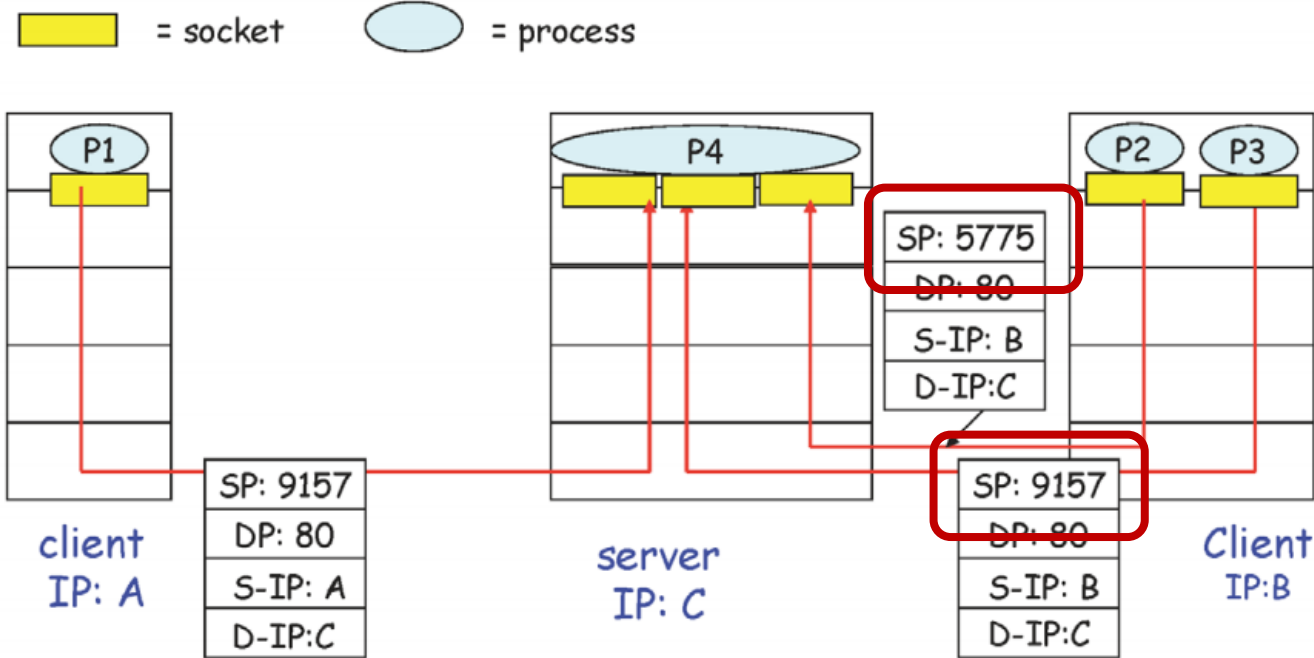 = socket
= process
P1
P4
P2
P3
SP: 5775
DP: 80
S-IP: B
D-IP:C
SP: 9157
DP: 80
S-IP: A
D-IP:C
SP: 9157
DP: 80
S-IP: B
D-IP:C
client
IP: A
server
IP: C
Client
IP:B